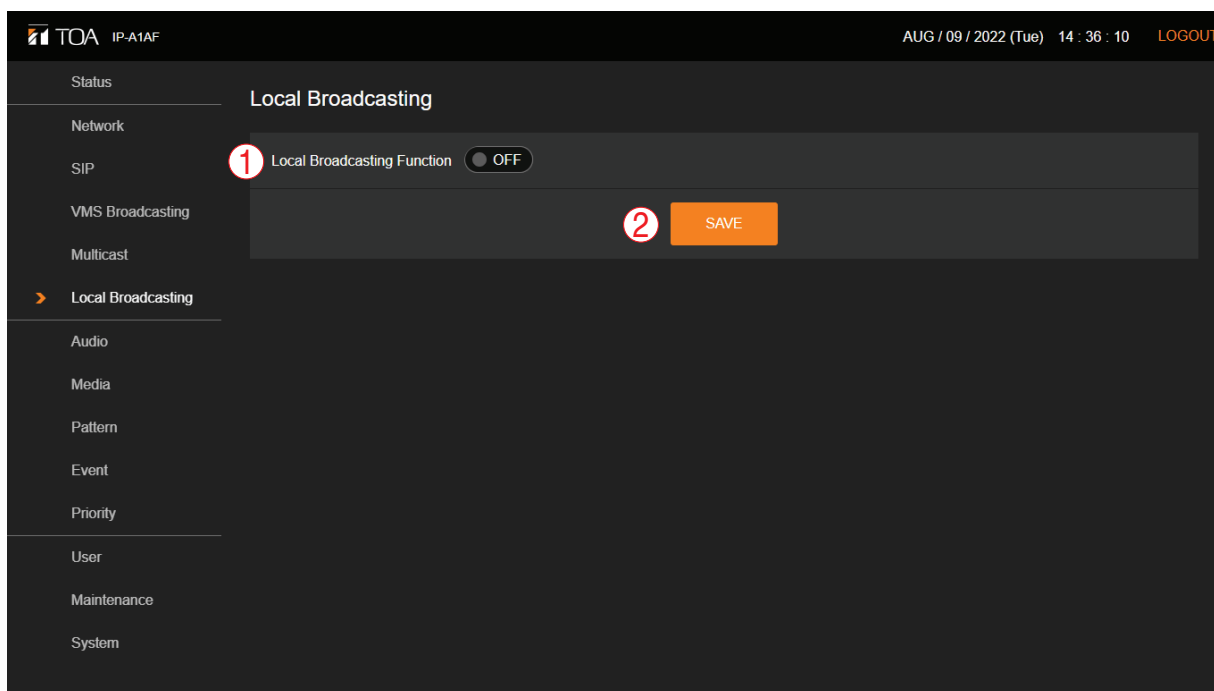 TOA IP-A1AF
AUG / 09 / 2022 (Tue) 14 : 36 : 10 LOGOUT
Status
Network
SIP
VMS Broadcasting
Multicast
Local Broadcasting
Audio
Media
Pattern
Event
Priority
User
Maintenance
System
Local Broadcasting
1 Local Broadcasting Function OFF
2 SAVE